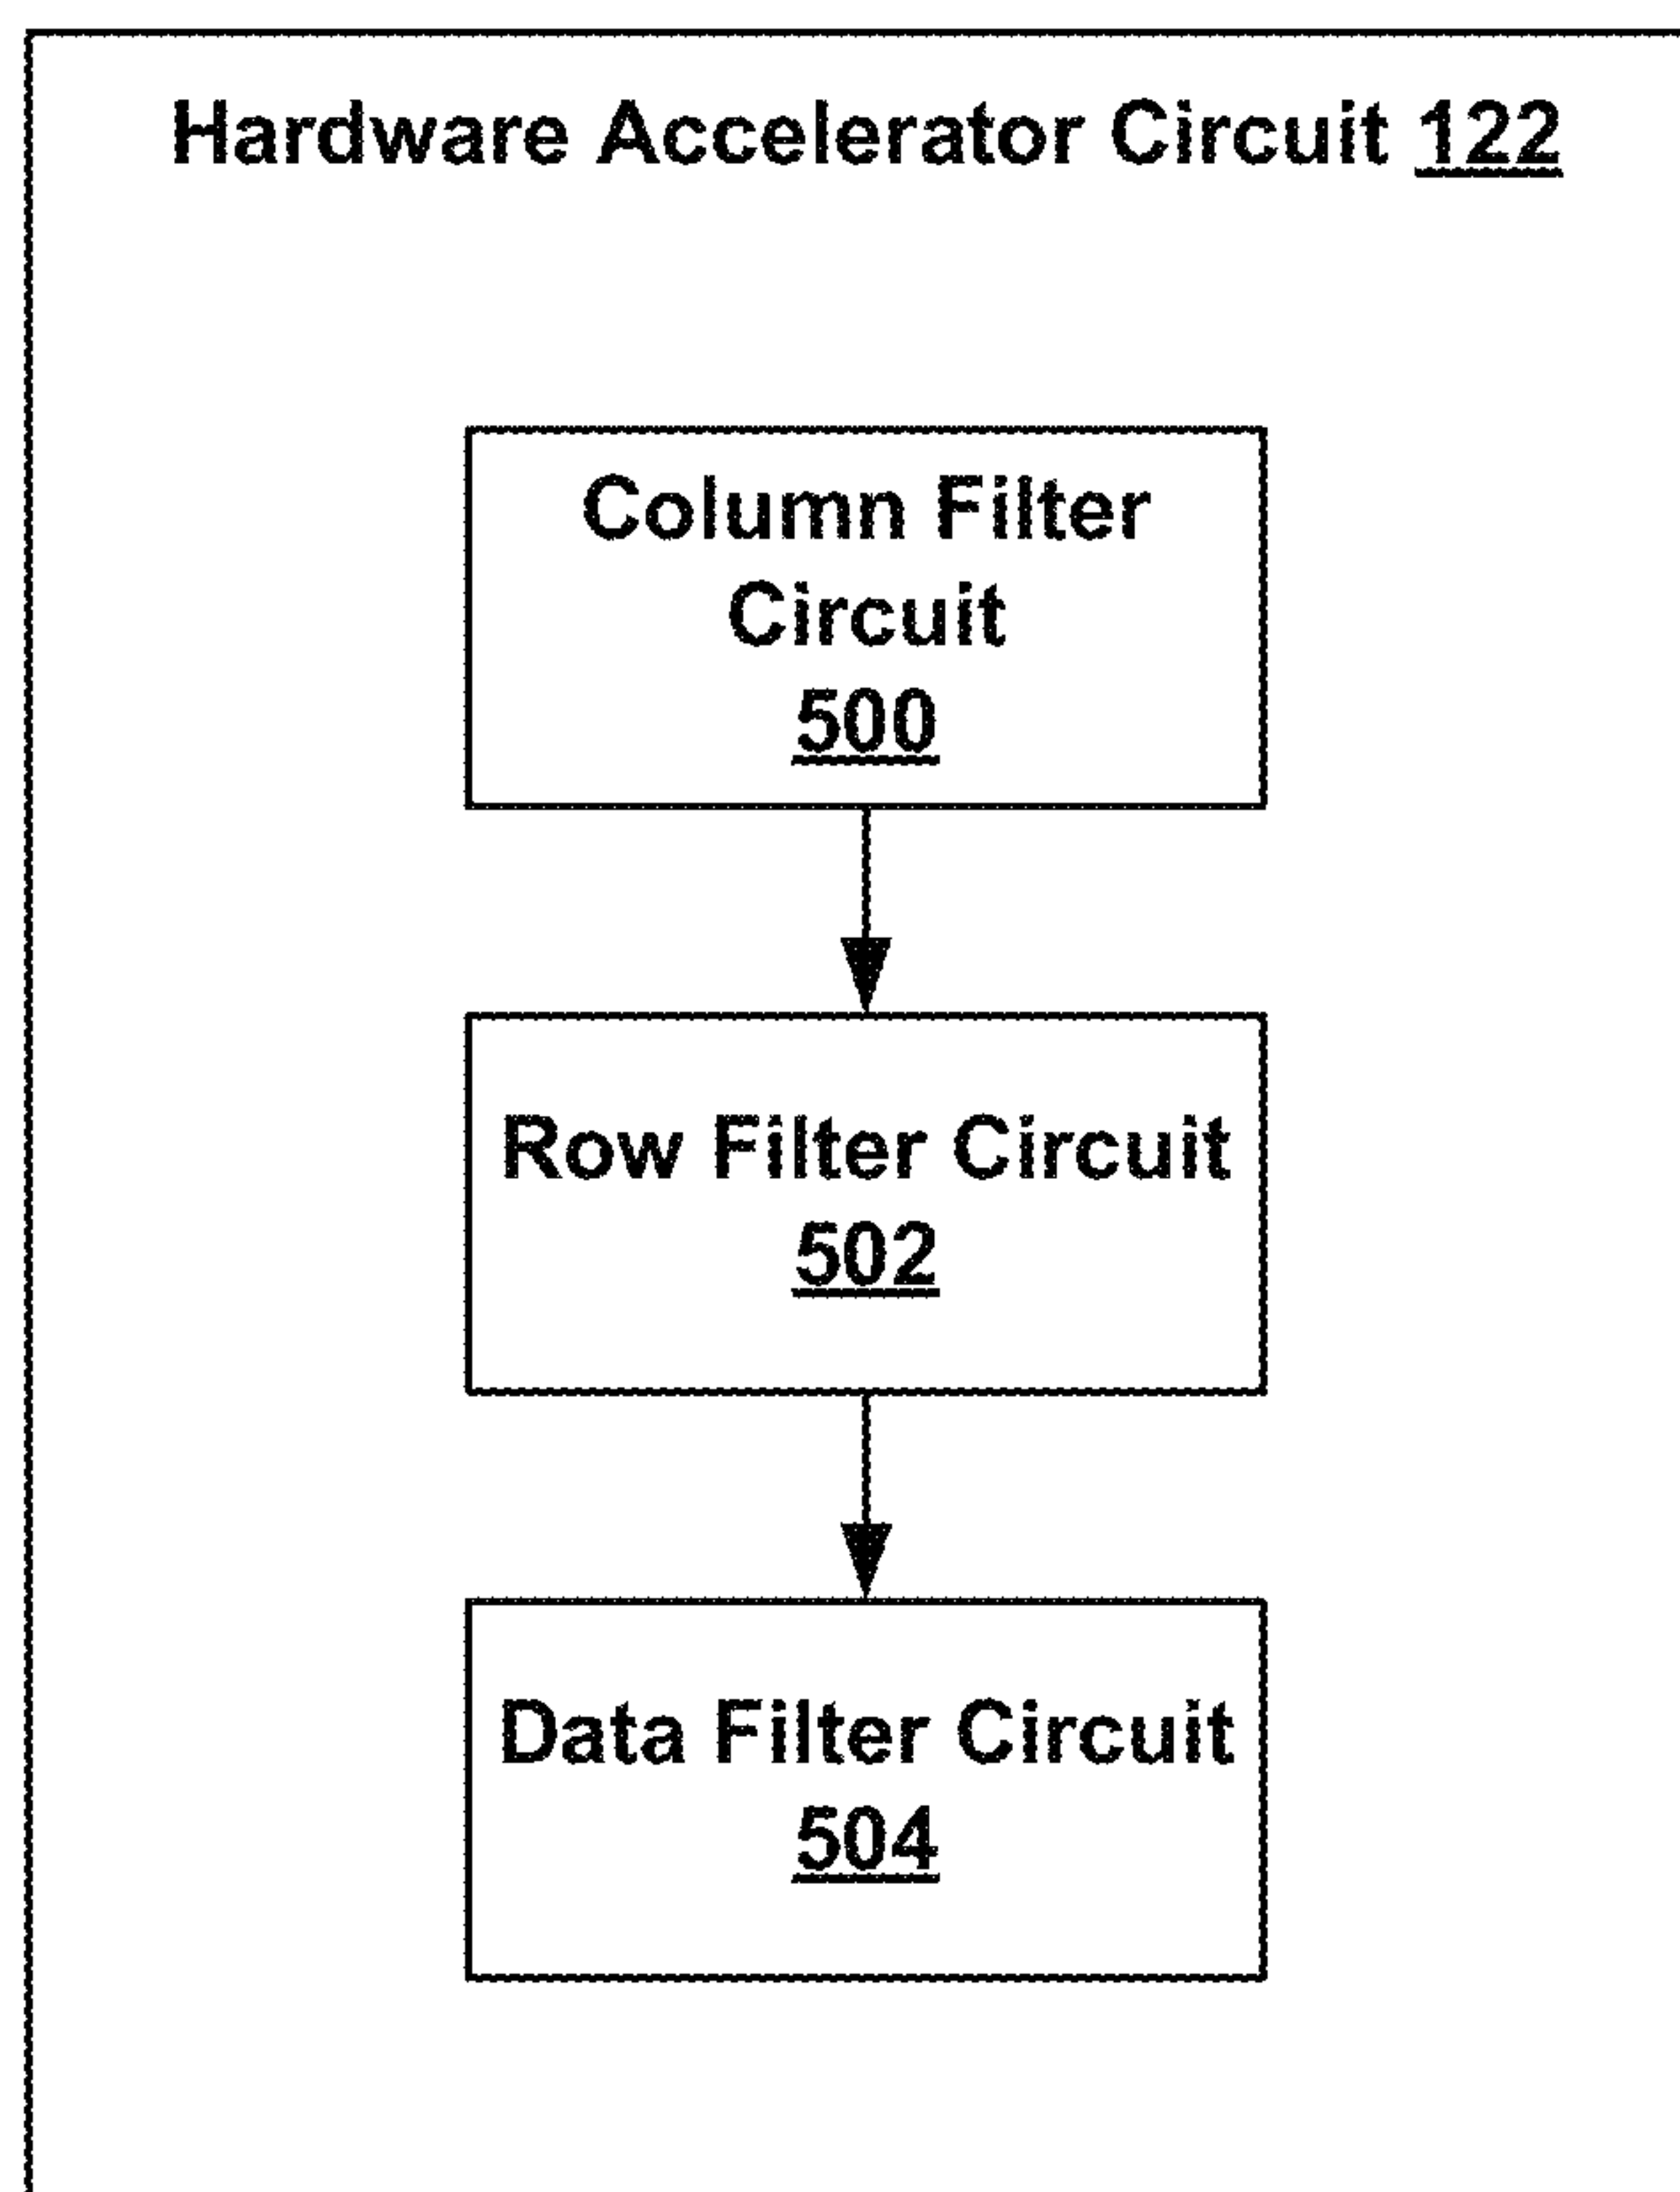 Hardware Accelerator Circuit 122
Column Filter
Circuit
500
Row Filter Circuit
502
Data Filter Circuit
504